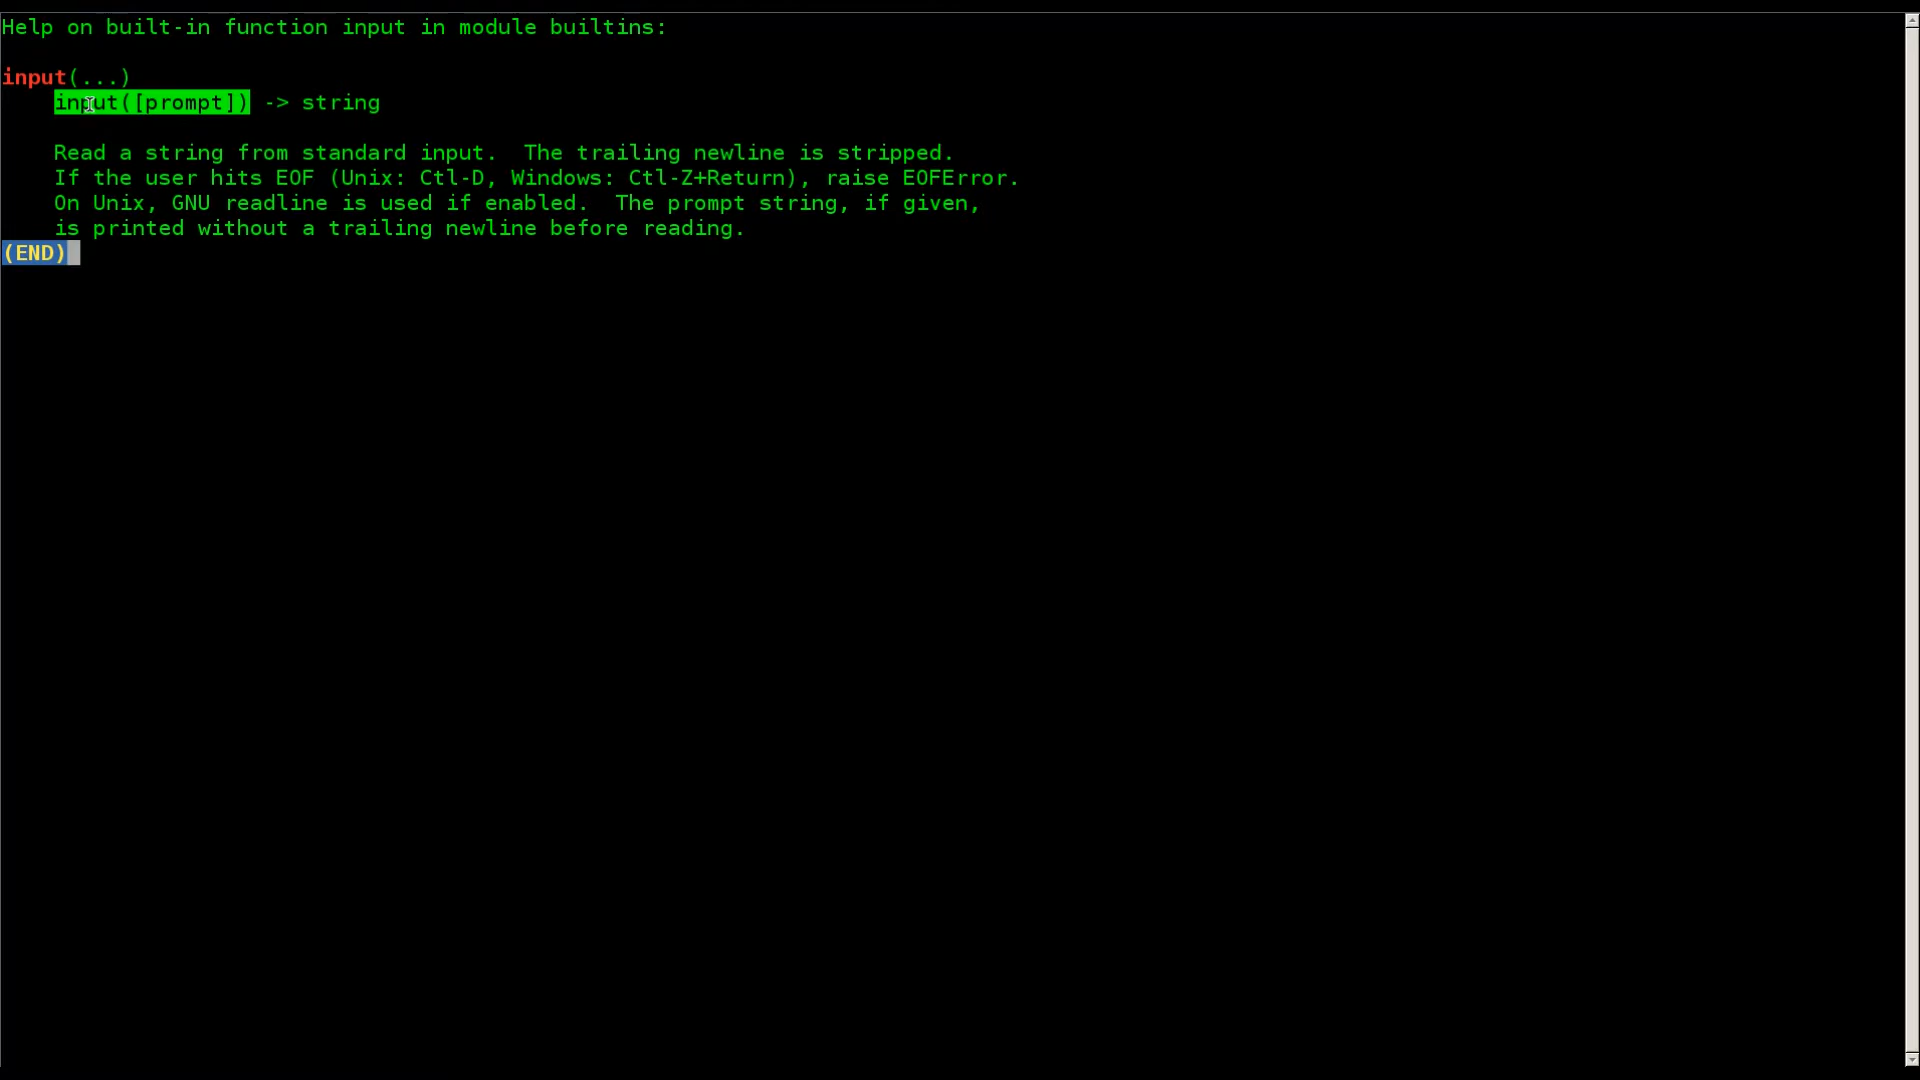 Help on built-in function input in module builtins:
input(...)
input([prompt]) -> string
Read a string from standard input.  The trailing newline is stripped.
If the user hits EOF (Unix: Ctl-D, Windows: Ctl-Z+Return), raise EOFError.
On Unix, GNU readline is used if enabled.  The prompt string, if given,
is printed without a trailing newline before reading.
(END)